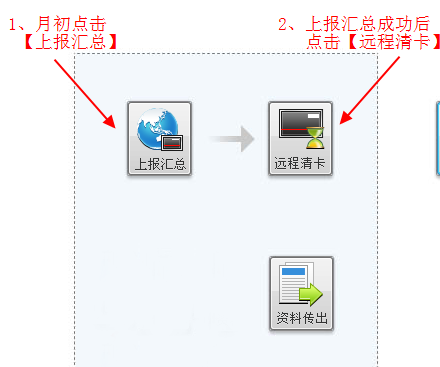 1、月初点击
【上报汇总】
2、上报汇总成功后
点击【远程清卡】
上报汇总
远程清卡
资料传出